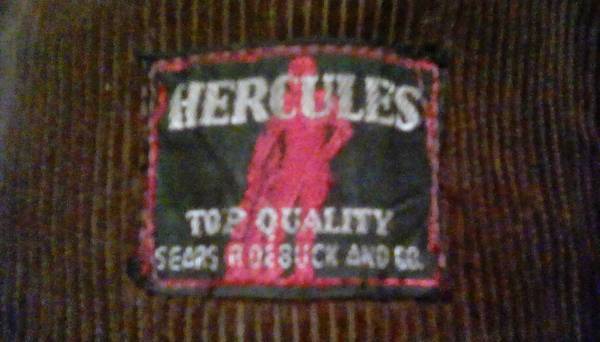 HERCULES
TOP QUALITY
SEARS ROEBUCK AND CO.